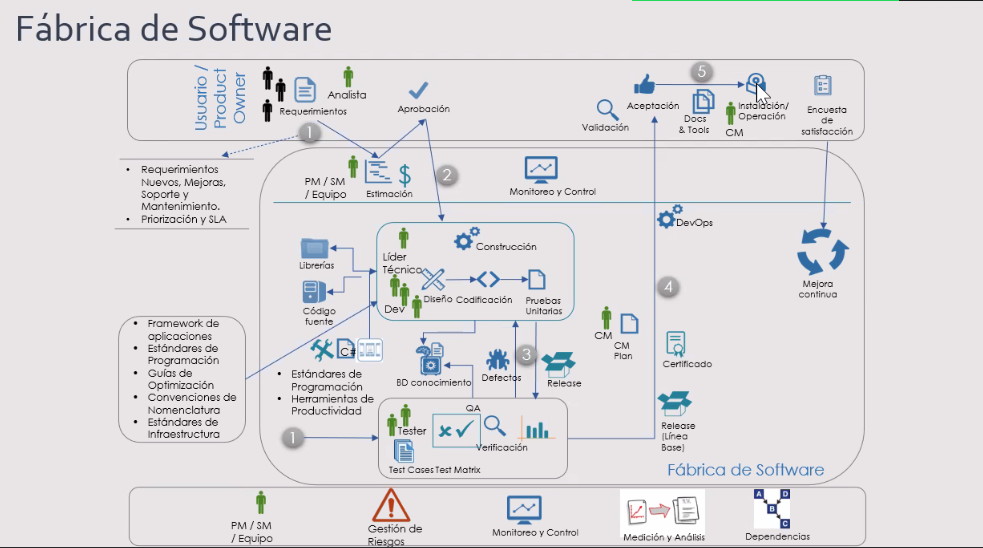 Fábrica de Software
Usuario /
Product
Owner
Requerimientos
Analista
Aprobación
Validación
Aceptación
5
Docs
& Tools
CM
Instalación/
Operación
Encuesta
de
satisfacción
1
• Requerimientos
Nuevos, Mejoras,
Soporte y
Mantenimiento.
• Priorización y SLA
PM / SM
/ Equipo
Estimación
$
2
Monitoreo y Control
DevOps
Mejora
continua
Líder
Técnico
Construcción
Dev
Diseño
Codificación
Pruebas
Unitarias
Librerías
Código
fuente
4
• Framework de
aplicaciones
• Estándares de
Programación
• Guías de
Optimización
• Convenciones de
Nomenclatura
• Estándares de
Infraestructura
C#
• Estándares de
Programación
• Herramientas de
Productividad
BD conocimiento
Defectos
3
Release
CM
CM
Plan
Certificado
Release
(Línea
Base)
1
QA
Tester
Verificación
Test Cases
Test Matrix
Fábrica de Software
PM / SM
/ Equipo
Gestión de
Riesgos
Monitoreo y Control
Medición y Análisis
A
D
B
C
Dependencias